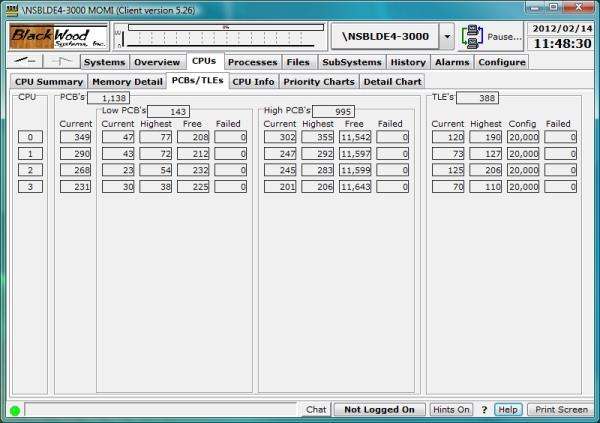 \NSBLDE4-3000 MOMI (Client version 5.26)
BlackWood
Systems, Inc.
0%
\NSBLDE4-3000
Pause...
2012/02/14
11:48:30
Systems Overview CPUs Processes Files SubSystems History Alarms Configure
CPU Summary Memory Detail PCBs/TLEs CPU Info Priority Charts Detail Chart
CPU PCB's 1,138 TLE's 388
Low PCB's 143 High PCB's 995
Current Current Highest Free Failed Current Highest Free Failed Current Highest Config Failed
0 349 47 77 208 0 302 355 11,542 0 120 190 20,000 0
1 290 43 72 212 0 247 292 11,597 0 73 127 20,000 0
2 268 23 54 232 0 245 283 11,599 0 125 206 20,000 0
3 231 30 38 225 0 201 206 11,643 0 70 110 20,000 0
Chat Not Logged On Hints On ? Help Print Screen